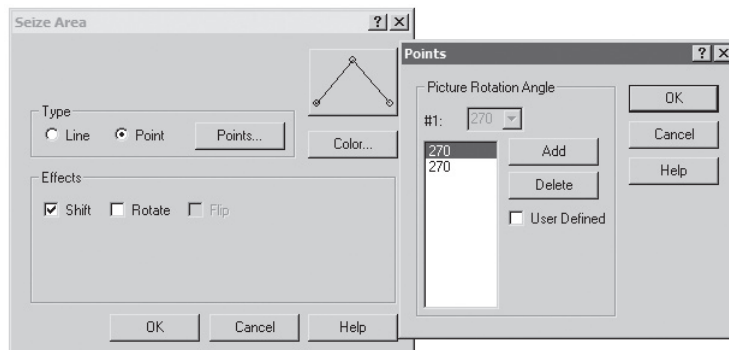 Seize Area
? ×
Type
Line Point Points...
Color...
Effects
Shift Rotate Flip
OK Cancel Help
Points
? ×
Picture Rotation Angle
#1: 270
270
270
Add
Delete
User Defined
OK
Cancel
Help